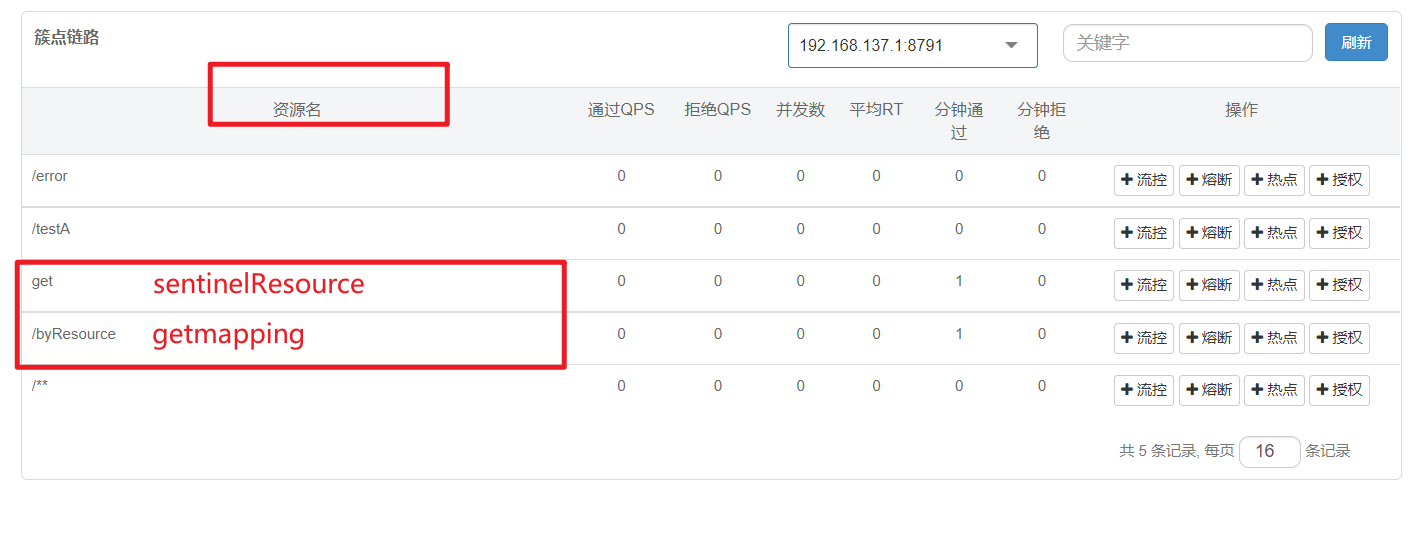 簇点链路
192.168.137.1:8791 关键字 刷新
资源名 通过QPS 拒绝QPS 并发数 平均RT 分钟通 分钟拒 操作
过 绝
/error 0 0 0 0 0 0 流控 熔断 热点 授权
/testA 0 0 0 0 0 0 流控 熔断 热点 授权
get sentinelResource 0 0 0 0 1 0 流控 熔断 热点 授权
/byResource getmapping 0 0 0 0 1 0 流控 熔断 热点 授权
/** 0 0 0 0 0 0 流控 熔断 热点 授权
共 5 条记录, 每页 16 条记录